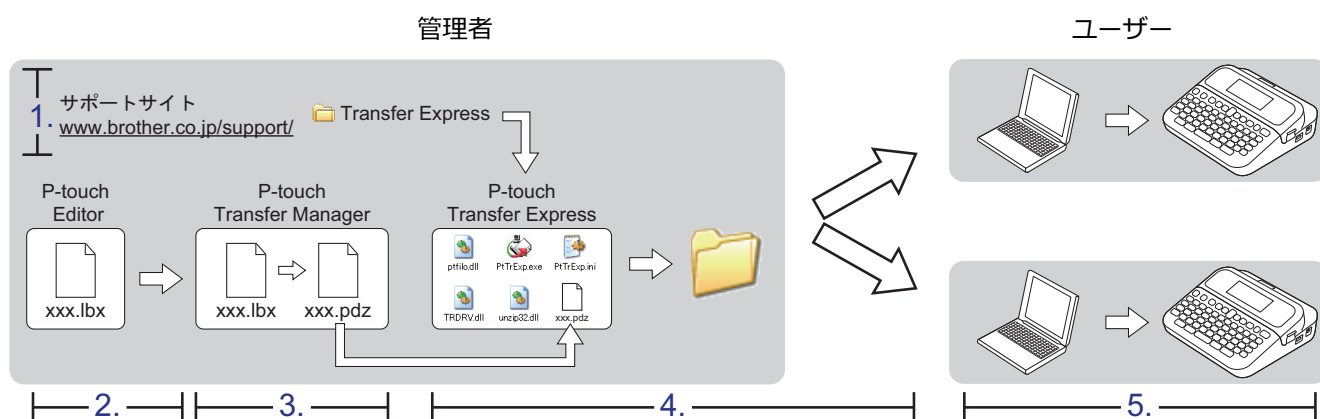 管理者
ユーザー
1.
サポートサイト
www.brother.co.jp/support/
Transfer Express
P-touch
Editor
xxx.lbx
P-touch
Transfer Manager
xxx.lbx
xxx.pdz
P-touch
Transfer Express
ptfilo.dll
PtTrExp.exe
PtTrExp.ini
TRDRV.dll
unzip32.dll
xxx.pdz
2.
3.
4.
5.